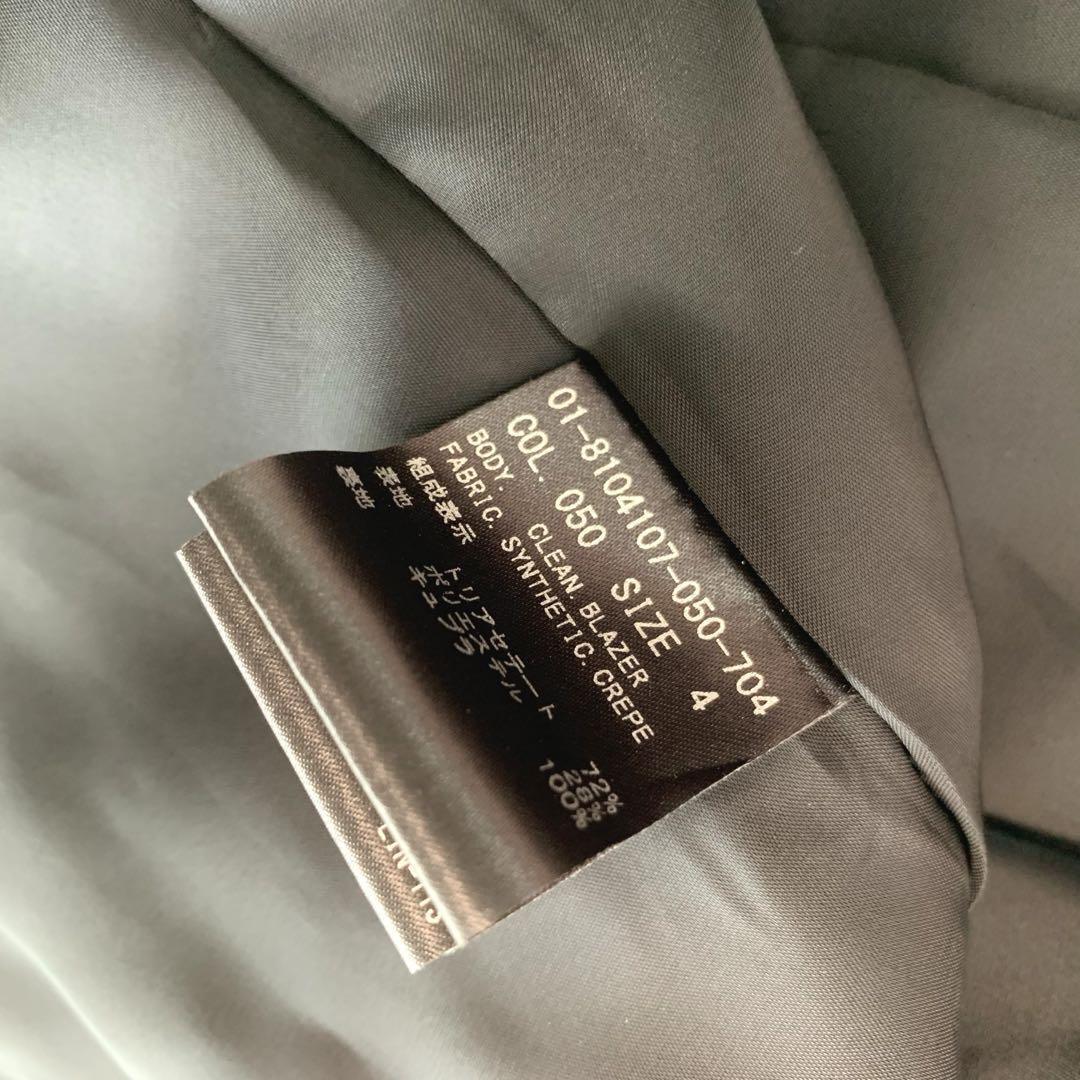 01-8104107-050-704
COL. 050 SIZE 4
BODY. CLEAN BLAZER
FABRIC. SYNTHETIC.CREPE
組成表示
表地 トリアセテート 72%
ポリエステル 28%
裏地 キュプラ 100%
LIN-113